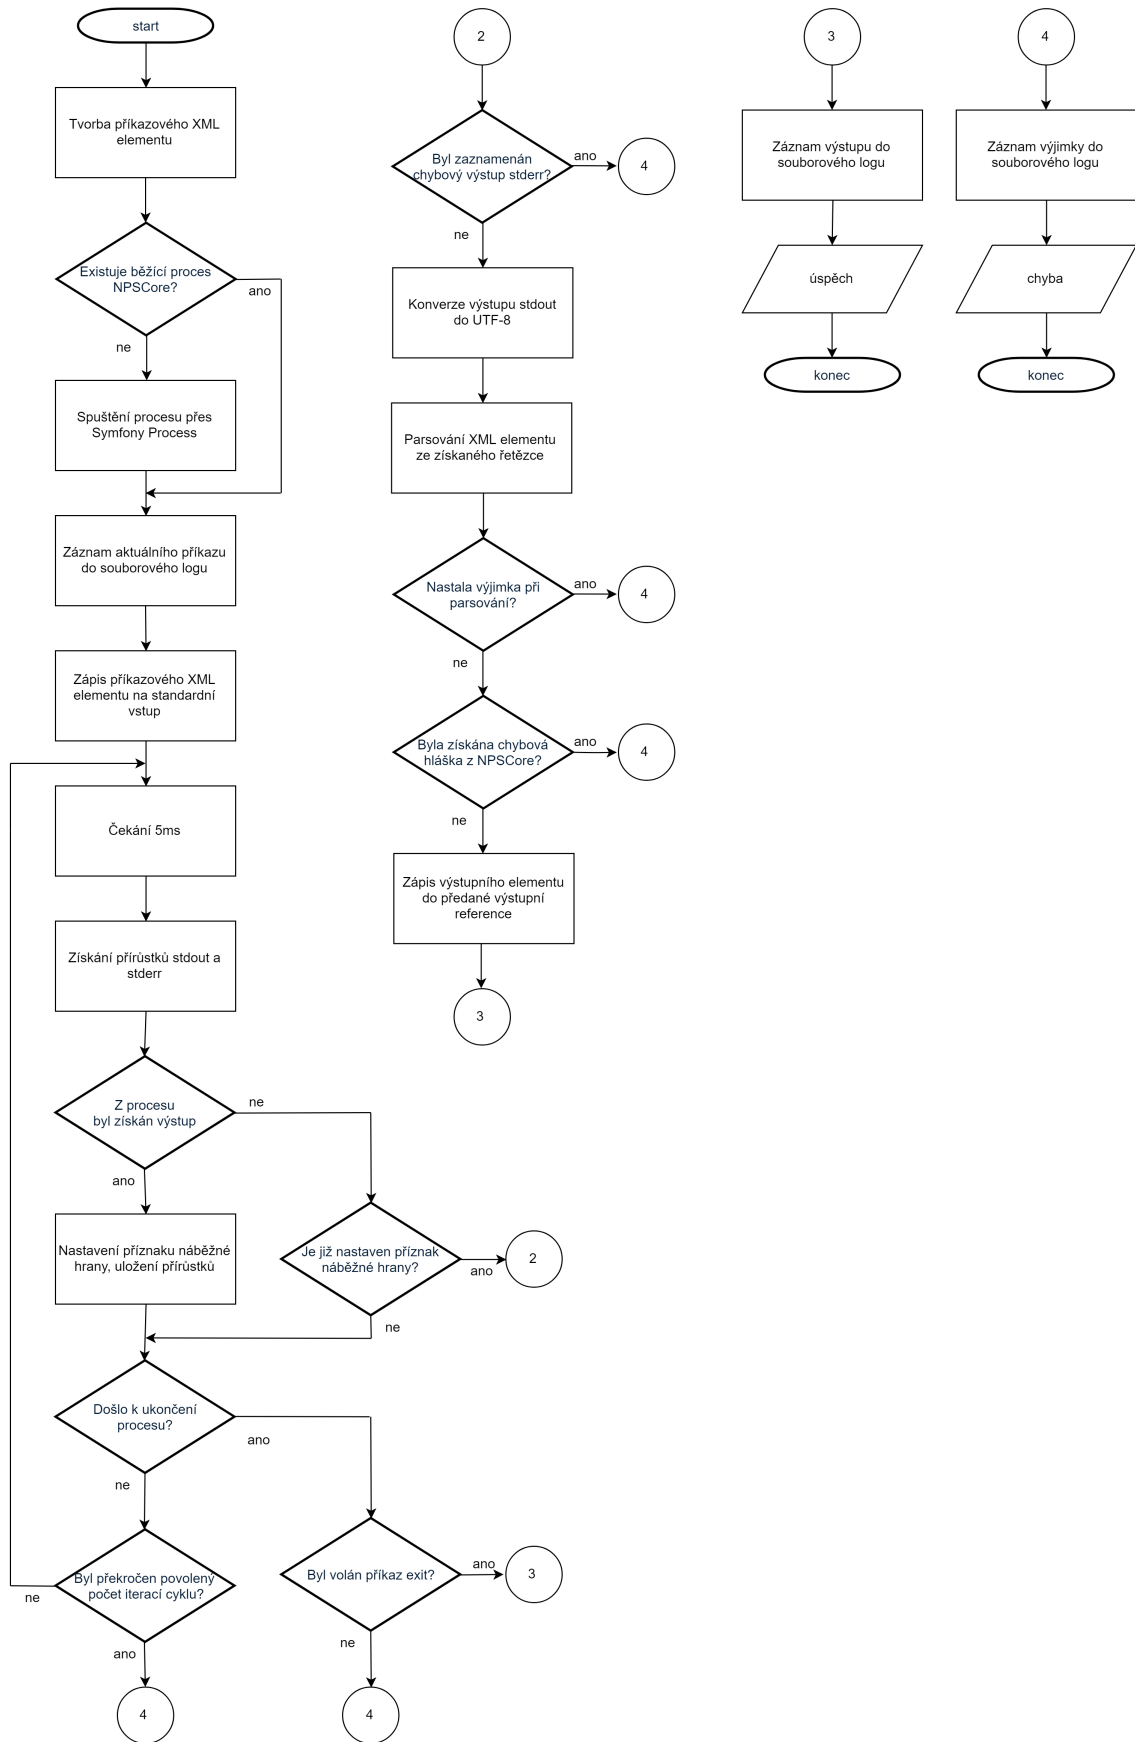 start
Tvorba příkazového XML
elementu
Existuje běžící proces
NPSCore?
ano
ne
Spuštění procesu přes
Symfony Process
Záznam aktuálního příkazu
do souborového logu
Zápis příkazového XML
elementu na standardní
vstup
Čekání 5ms
Získání přírůstků stdout a
stderr
Z procesu
byl získán výstup
ne
ano
Nastavení příznaku náběžné
hrany, uložení přírůstků
Je již nastaven příznak
náběžné hrany?
ano
2
ne
Došlo k ukončení
procesu?
ano
ne
Byl překročen povolený
počet iterací cyklu?
ne
ano
4
Byl volán příkaz exit?
ano
3
ne
4
2
Byl zaznamenán
chybový výstup stderr?
ano
4
ne
Konverze výstupu stdout
do UTF-8
Parsování XML elementu
ze získaného řetězce
Nastala výjimka při
parsování?
ano
4
ne
Byla získána chybová
hláška z NPSCore?
ano
4
ne
Zápis výstupního elementu
do předané výstupní
reference
3
3
Záznam výstupu do
souborového logu
úspěch
konec
4
Záznam výjimky do
souborového logu
chyba
konec